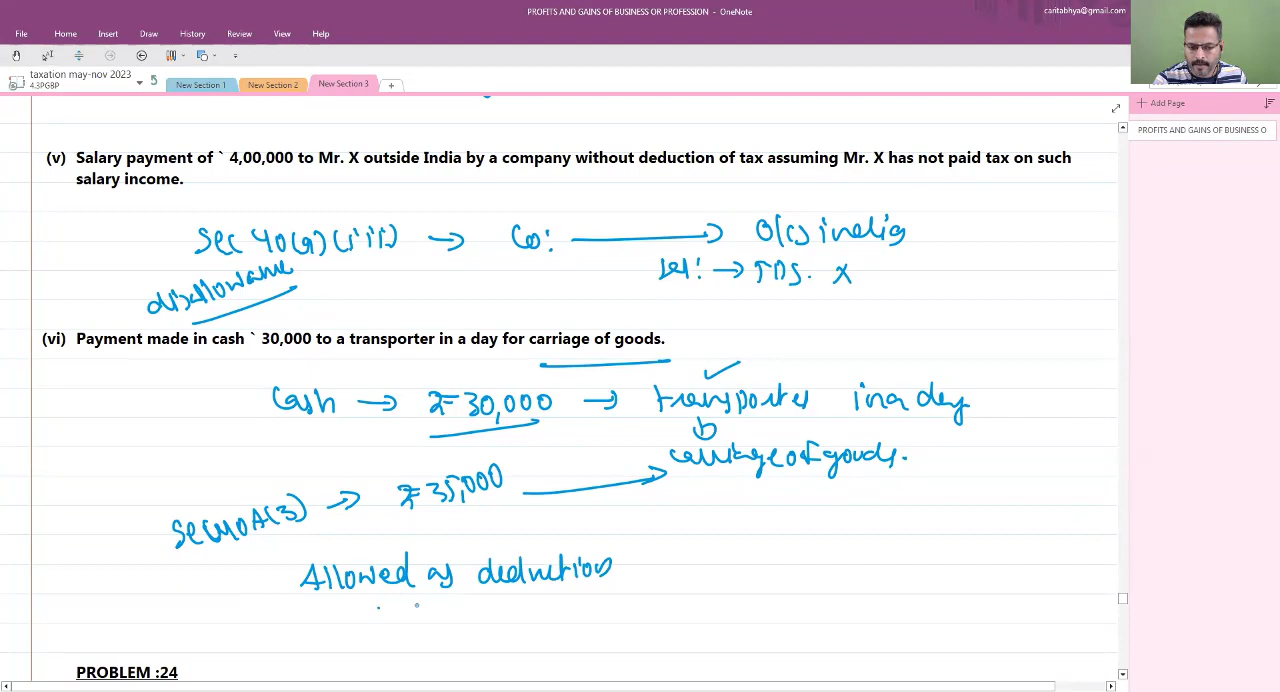 PROFITS AND GAINS OF BUSINESS OR PROFESSION - OneNote
caritabhya@gmail.com
File Home Insert Draw History Review View Help
taxation may-nov 2023
4.3PGBP
New Section 1 New Section 2 New Section 3 +
Add Page
PROFITS AND GAINS OF BUSINESS O
(v) Salary payment of ` 4,00,000 to Mr. X outside India by a company without deduction of tax assuming Mr. X has not paid tax on such
salary income.
Sec 40(a)(iii) → Co: → O/s india
→ TDS. X
disallowance
(vi) Payment made in cash ` 30,000 to a transporter in a day for carriage of goods.
Cash → ₹ 30,000 → transporter in a day
carriage of goods.
Sec 40A(3) → ₹ 35,000
Allowed as deduction
PROBLEM :24